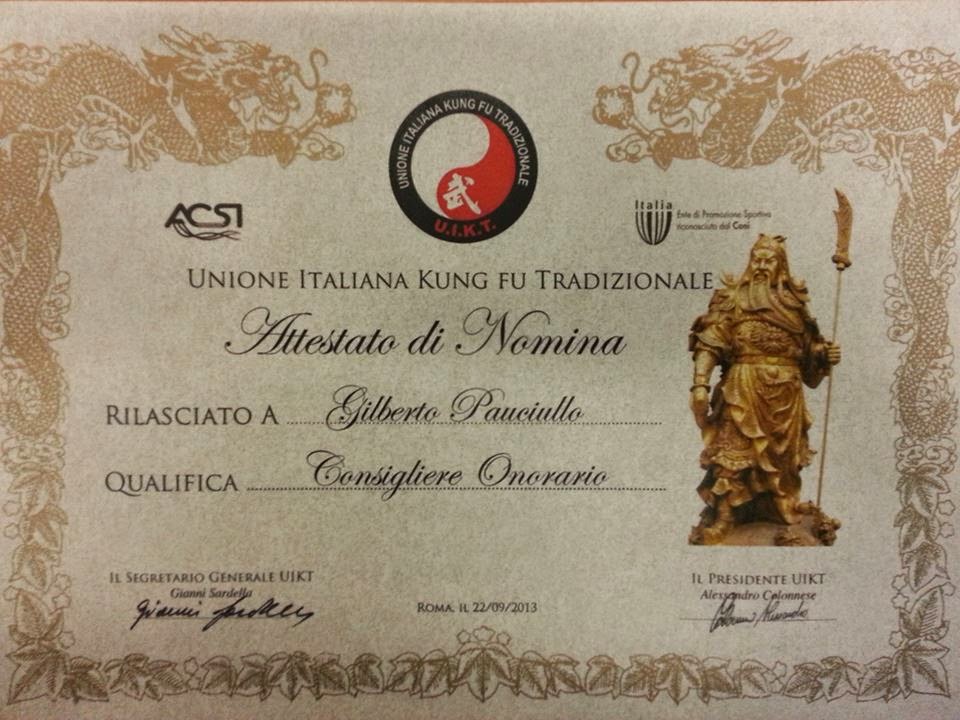 UNIONE ITALIANA KUNG FU TRADIZIONALE
武
U.I.K.T.
ACSI
Italia
Ente di Promozione Sportiva
riconosciuto dal Coni
UNIONE ITALIANA KUNG FU TRADIZIONALE
Attestato di Nomina
RILASCIATO A Gilberto Pauciullo
QUALIFICA Consigliere Onorario
IL SEGRETARIO GENERALE UIKT
Gianni Sardella
Gianni Sardella
ROMA, IL 22/09/2013
IL PRESIDENTE UIKT
Alessandro Colonnese